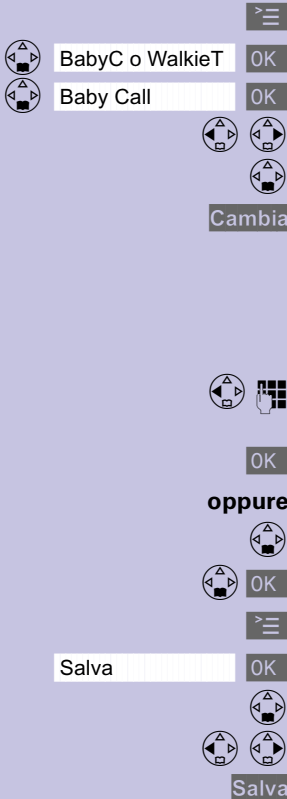 BabyC o WalkieT OK
Baby Call OK
Cambia
OK
oppure
OK
Salva OK
Salva